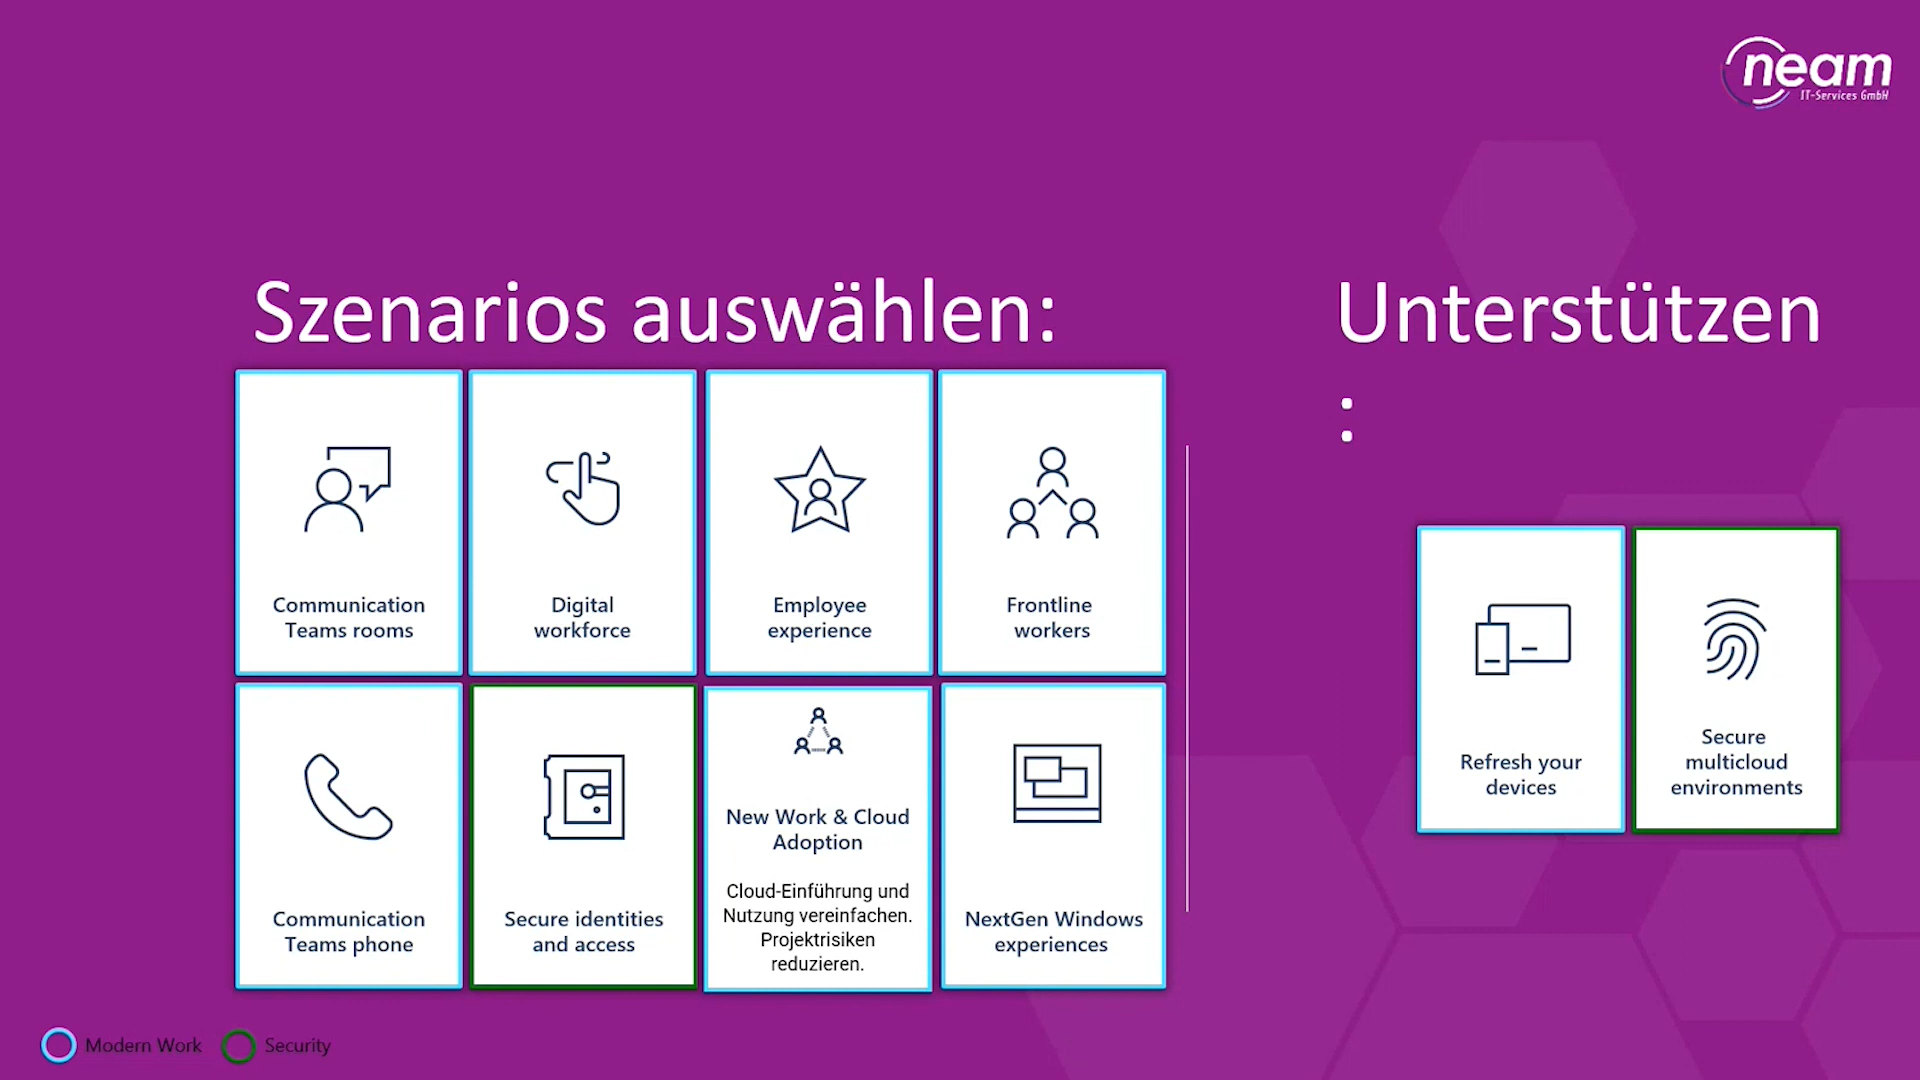 neam
IT-Services GmbH
Szenarios auswählen:
Communication
Teams rooms
Digital
workforce
Employee
experience
Frontline
workers
Communication
Teams phone
Secure identities
and access
New Work & Cloud
Adoption
Cloud-Einführung und
Nutzung vereinfachen.
Projektrisiken
reduzieren.
NextGen Windows
experiences
Unterstützen
:
Refresh your
devices
Secure
multicloud
environments
Modern Work
Security